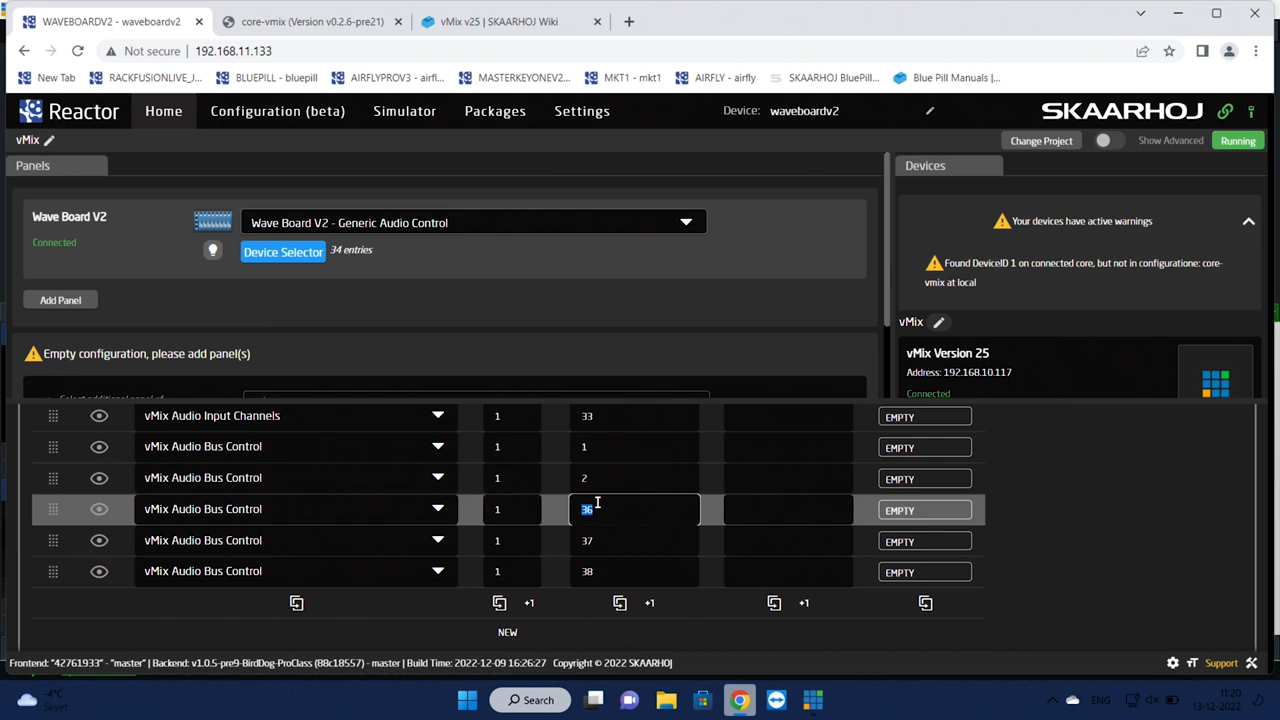 WAVEBOARDV2 - waveboardv2
core-vmix (Version v0.2.6-pre21)
vMix v25 | SKAARHOJ Wiki
Not secure
192.168.11.133
New Tab
RACKFUSIONLIVE_J...
BLUEPILL - bluepill
AIRFLYPROV3 - airfl...
MASTERKEYONEV2...
MKT1 - mkt1
AIRFLY - airfly
SKAARHOJ BluePill...
Blue Pill Manuals |...
Reactor
Home
Configuration (beta)
Simulator
Packages
Settings
Device: waveboardv2
SKAARHOJ
vMix
Change Project
Show Advanced
Running
Panels
Devices
Wave Board V2
Connected
Wave Board V2 - Generic Audio Control
Device Selector
34 entries
Add Panel
Your devices have active warnings
Found DeviceID 1 on connected core, but not in configuratione: core-
vmix at local
vMix
vMix Version 25
Address: 192.168.10.117
Connected
Empty configuration, please add panel(s)
vMix Audio Input Channels 1 33 EMPTY
vMix Audio Bus Control 1 1 EMPTY
vMix Audio Bus Control 1 2 EMPTY
vMix Audio Bus Control 1 36 EMPTY
vMix Audio Bus Control 1 37 EMPTY
vMix Audio Bus Control 1 38 EMPTY
+1 +1 +1
NEW
Frontend: "42761933" - "master" | Backend: v1.0.5-pre9-BirdDog-ProClass (88c18557) - master | Build Time: 2022-12-09 16:26:27 Copyright © 2022 SKAARHOJ
Support
-4°C
Skyet
Search
ENG
11:20
13-12-2022